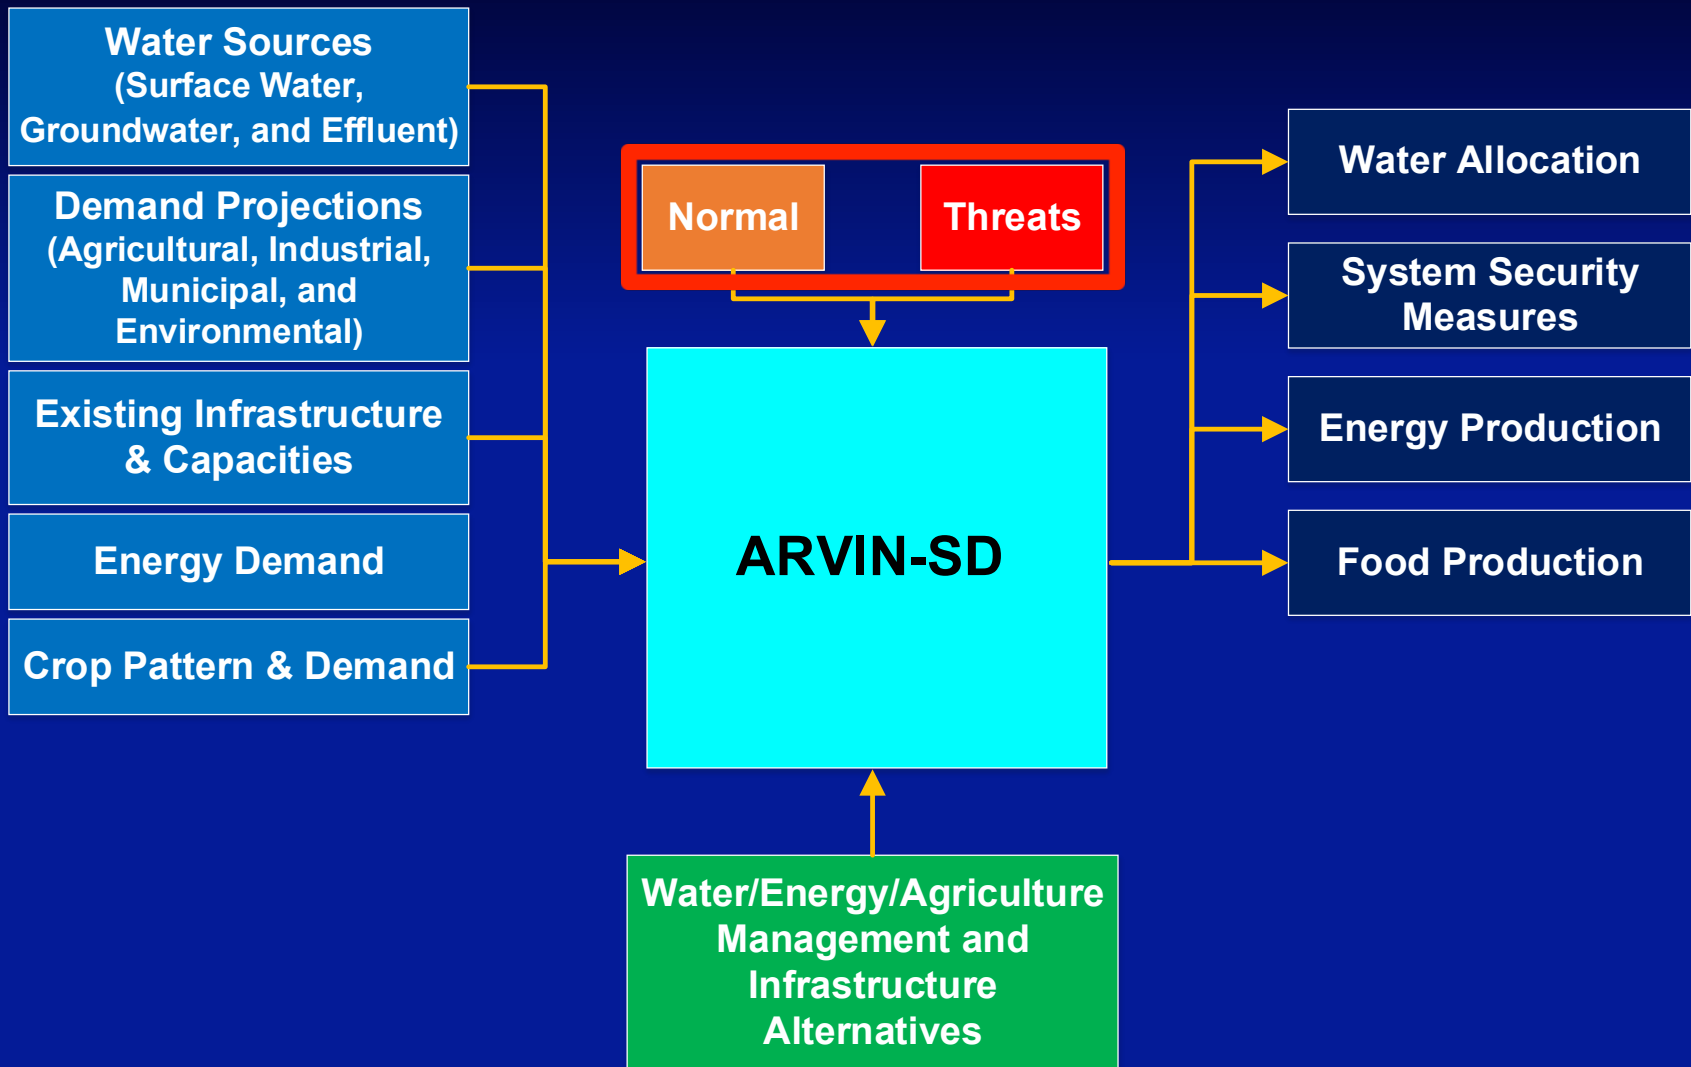 Water Sources
(Surface Water,
Groundwater, and Effluent)
Demand Projections
(Agricultural, Industrial,
Municipal, and
Environmental)
Existing Infrastructure
& Capacities
Energy Demand
Crop Pattern & Demand
Normal
Threats
ARVIN-SD
Water/Energy/Agriculture
Management and
Infrastructure
Alternatives
Water Allocation
System Security
Measures
Energy Production
Food Production